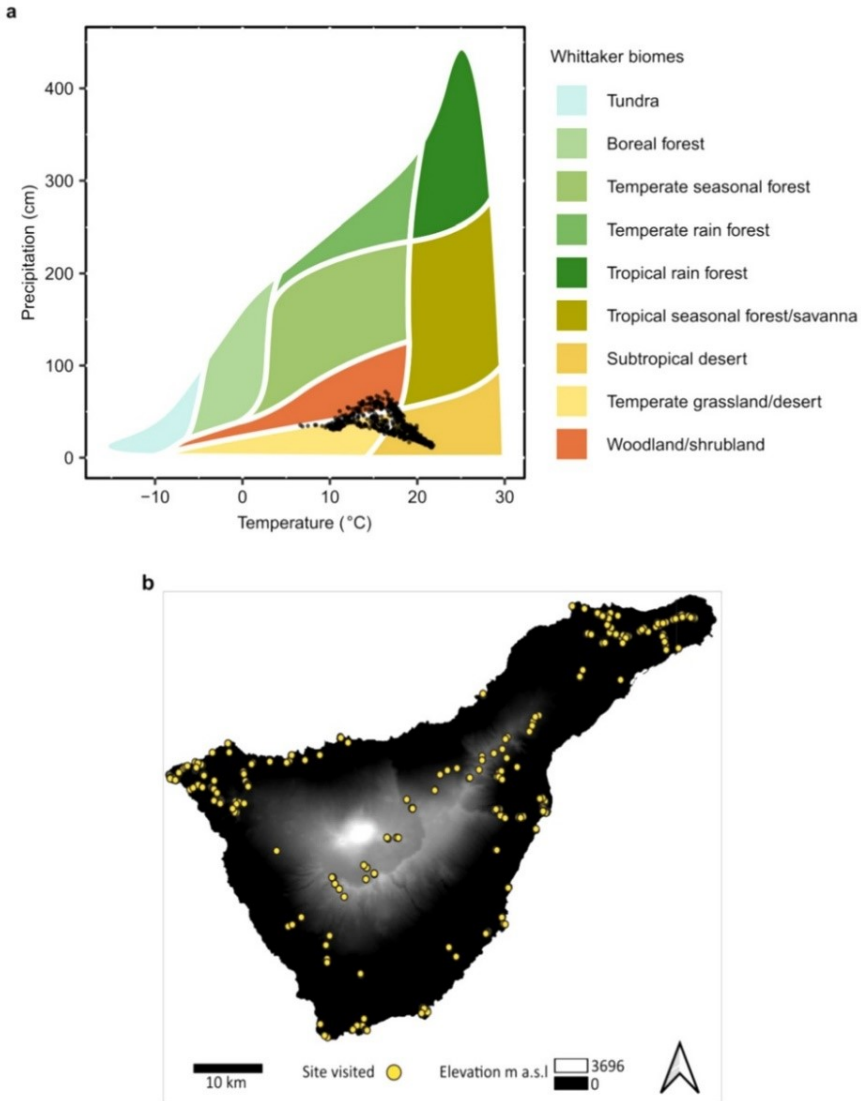 a
400
300
200
100
0
Precipitation (cm)
−10 0 10 20 30
Temperature (°C)
Whittaker biomes
Tundra
Boreal forest
Temperate seasonal forest
Temperate rain forest
Tropical rain forest
Tropical seasonal forest/savanna
Subtropical desert
Temperate grassland/desert
Woodland/shrubland
b
10 km
Site visited
Elevation m a.s.l
3696
0